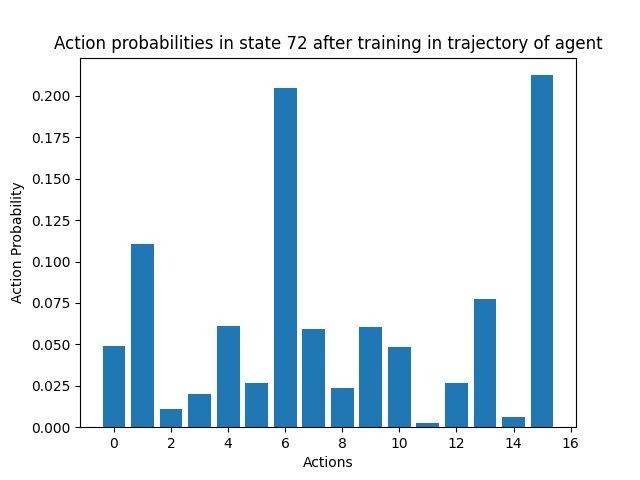 Action probabilities in state 72 after training in trajectory of agent
0.200
0.175
0.150
0.125
0.100
0.075
0.050
0.025
0.000
Action Probability
0 2 4 6 8 10 12 14 16
Actions